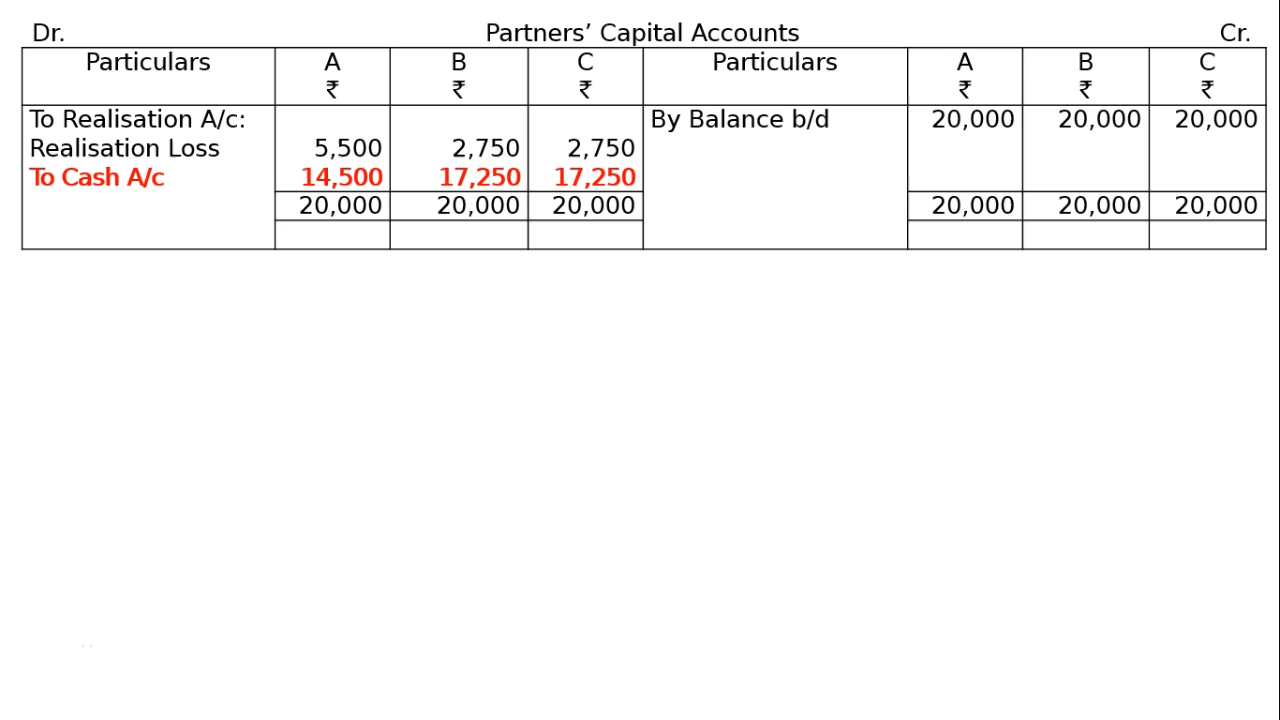 Dr. Partners’ Capital Accounts Cr.
Particulars A B C Particulars A B C
₹ ₹ ₹ ₹ ₹ ₹
To Realisation A/c: By Balance b/d 20,000 20,000 20,000
Realisation Loss 5,500 2,750 2,750
To Cash A/c 14,500 17,250 17,250
20,000 20,000 20,000 20,000 20,000 20,000